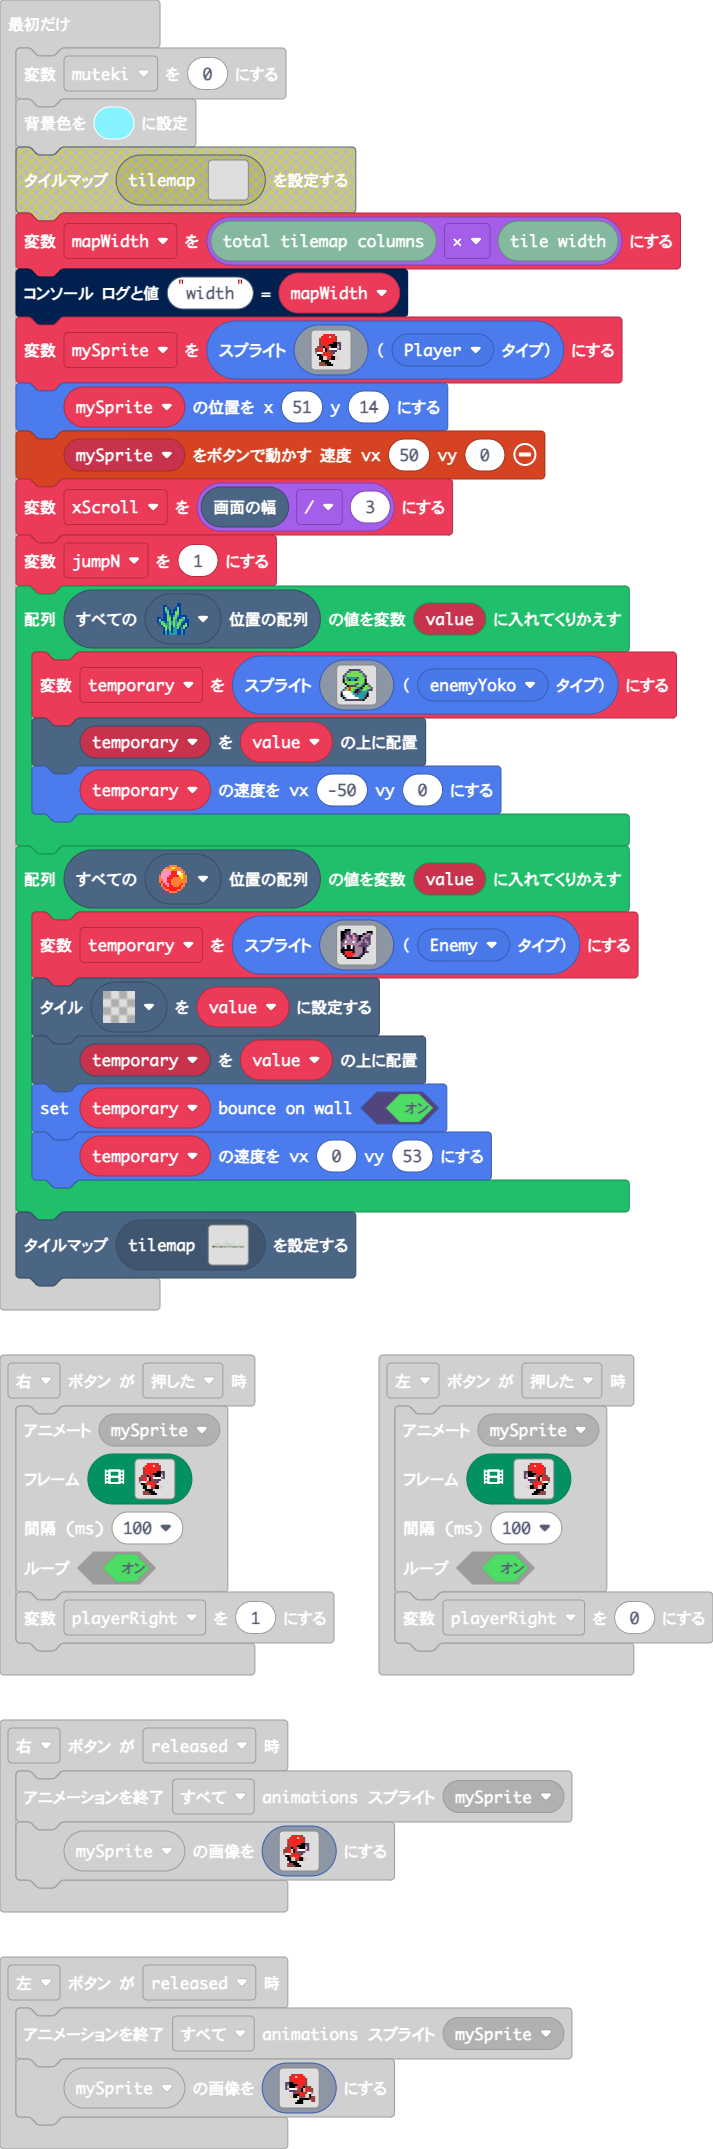 最初だけ
変数 muteki を 0 にする
背景色を に設定
タイルマップ tilemap を設定する
変数 mapWidth を total tilemap columns × tile width にする
コンソール ログと値 "width" = mapWidth
変数 mySprite を スプライト ( Player タイプ) にする
mySprite の位置を x 51 y 14 にする
mySprite をボタンで動かす 速度 vx 50 vy 0
変数 xScroll を 画面の幅 / 3 にする
変数 jumpN を 1 にする
配列 すべての 位置の配列 の値を変数 value に入れてくりかえす
変数 temporary を スプライト ( enemyYoko タイプ) にする
temporary を value の上に配置
temporary の速度を vx -50 vy 0 にする
配列 すべての 位置の配列 の値を変数 value に入れてくりかえす
変数 temporary を スプライト ( Enemy タイプ) にする
タイル を value に設定する
temporary を value の上に配置
set temporary bounce on wall オン
temporary の速度を vx 0 vy 53 にする
タイルマップ tilemap を設定する
右 ボタン が 押した 時
アニメート mySprite
フレーム
間隔 (ms) 100
ループ オン
変数 playerRight を 1 にする
左 ボタン が 押した 時
アニメート mySprite
フレーム
間隔 (ms) 100
ループ オン
変数 playerRight を 0 にする
右 ボタン が released 時
アニメーションを終了 すべて animations スプライト mySprite
mySprite の画像を にする
左 ボタン が released 時
アニメーションを終了 すべて animations スプライト mySprite
mySprite の画像を にする